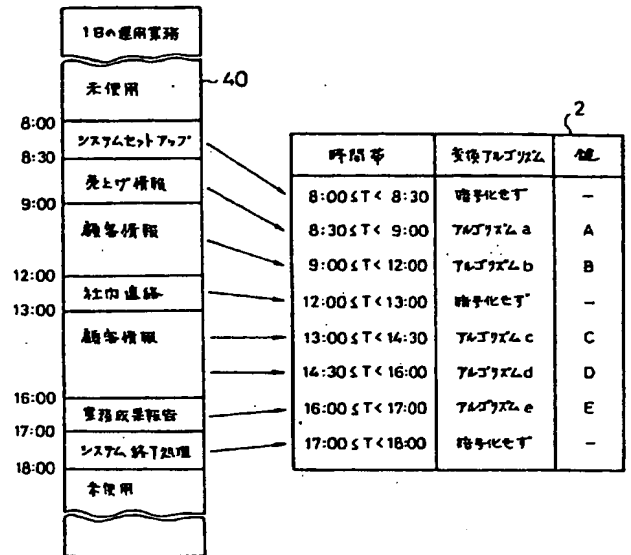 1日の運用業務
未使用
40
8:00
システムセットアップ
8:30
売上げ情報
9:00
顧客情報
12:00
社内連絡
13:00
顧客情報
16:00
業務成果報告
17:00
システム終了処理
18:00
未使用
2
時間帯 変換アルゴリズム 鍵
8:00≤T< 8:30 暗号化せず –
8:30≤T< 9:00 アルゴリズムa A
9:00≤T<12:00 アルゴリズムb B
12:00≤T<13:00 暗号化せず –
13:00≤T<14:30 アルゴリズムc C
14:30≤T<16:00 アルゴリズムd D
16:00≤T<17:00 アルゴリズムe E
17:00≤T<18:00 暗号化せず –